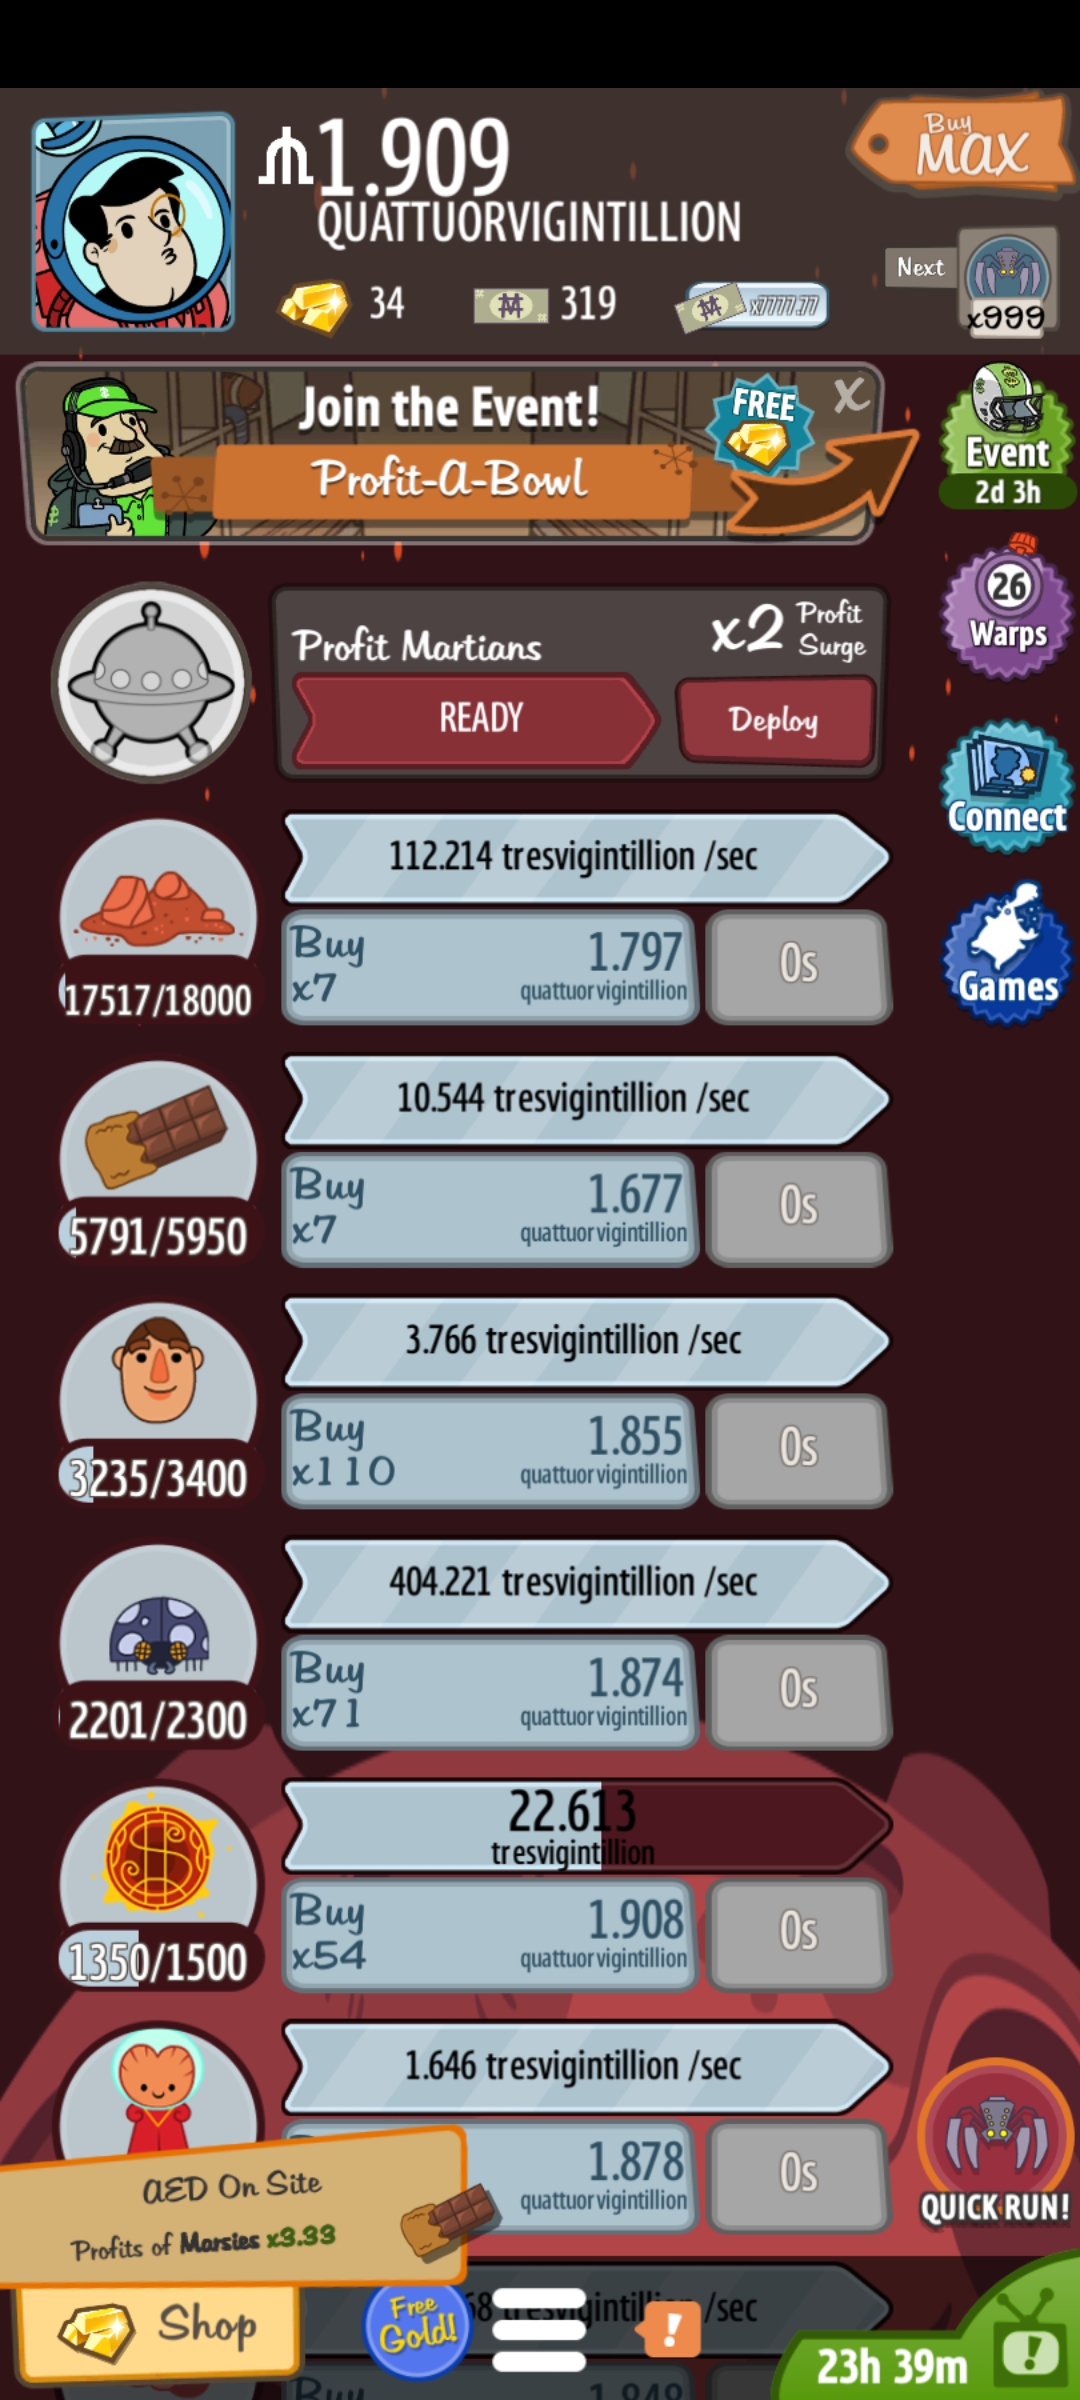 1.909
QUATTUORVIGINTILLION
Buy
MAX
34
319
x7777.77
Next
x999
Join the Event!
FREE
X
Profit-A-Bowl
Event
2d 3h
Profit Martians
x2 Profit Surge
READY
Deploy
26
Warps
Connect
Games
112.214 tresvigintillion /sec
17517/18000
Buy
x7
1.797
quattuorvigintillion
0s
10.544 tresvigintillion /sec
5791/5950
Buy
x7
1.677
quattuorvigintillion
0s
3.766 tresvigintillion /sec
3235/3400
Buy
x110
1.855
quattuorvigintillion
0s
404.221 tresvigintillion /sec
2201/2300
Buy
x71
1.874
quattuorvigintillion
0s
22.613
tresvigintillion
1350/1500
Buy
x54
1.908
quattuorvigintillion
0s
1.646 tresvigintillion /sec
1.878
quattuorvigintillion
0s
QUICK RUN!
AED On Site
Profits of Marsies x3.33
Shop
Free
Gold!
!
/sec
23h 39m
!
Buy